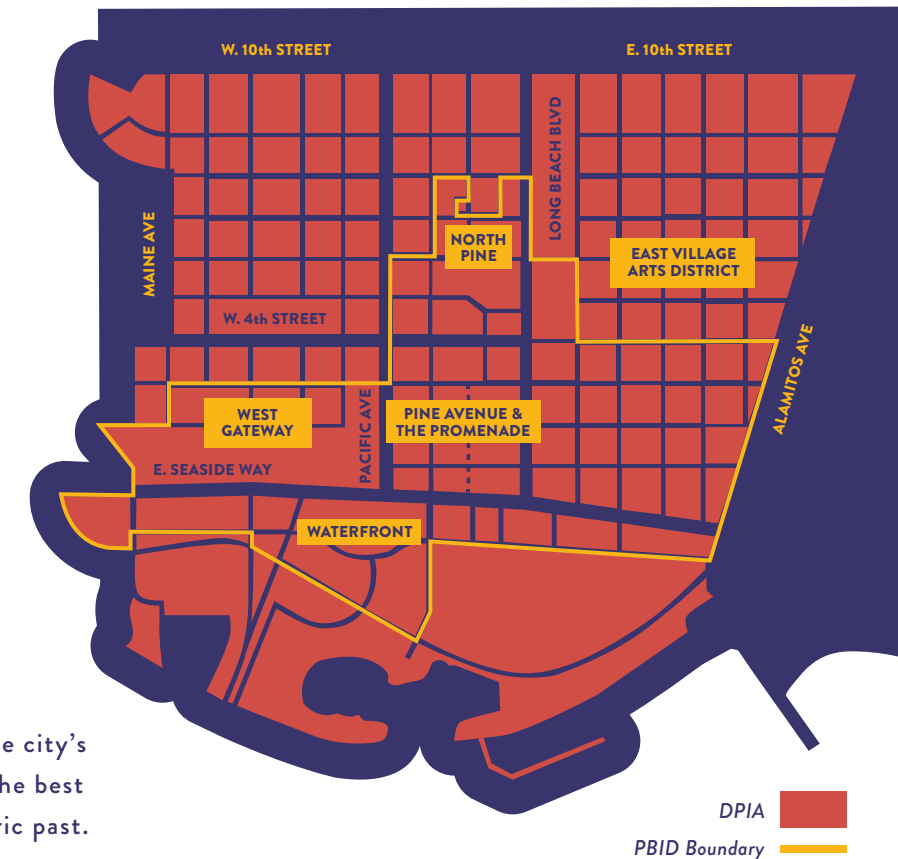 W. 10th STREET
E. 10th STREET
LONG BEACH BLVD
MAINE AVE
NORTH
PINE
EAST VILLAGE
ARTS DISTRICT
W. 4th STREET
ALAMITOS AVE
PACIFIC AVE
WEST
GATEWAY
PINE AVENUE &
THE PROMENADE
E. SEASIDE WAY
WATERFRONT
e city's
he best
ric past.
DPIA
PBID Boundary